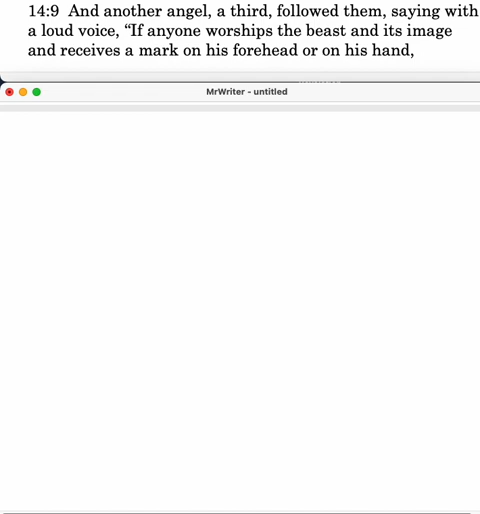 14:9 And another angel, a third, followed them, saying with
a loud voice, “If anyone worships the beast and its image
and receives a mark on his forehead or on his hand,
MrWriter - untitled